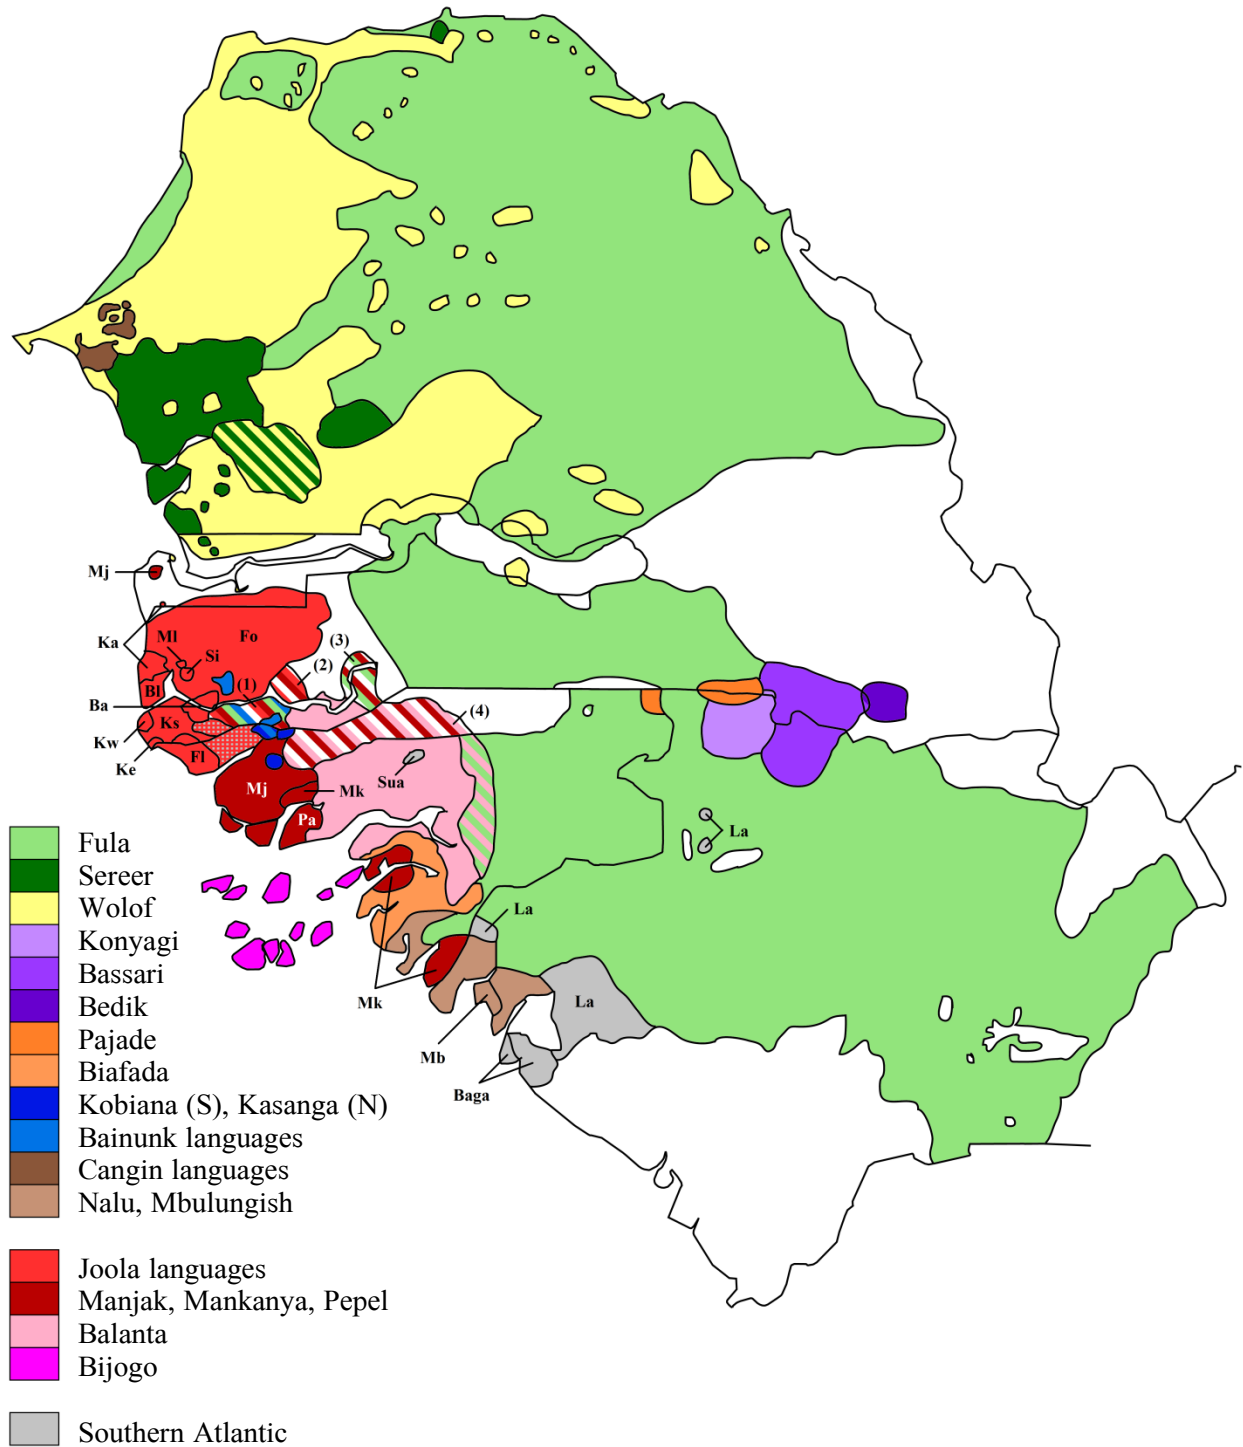 Mj
Ka
Ml
Fo
(3)
Si
(2)
Bl
(1)
Ba
Ks
(4)
Kw
Ke
Fl
Mj
Mk
Sua
Pa
La
La
La
Mk
Mb
Baga
Fula
Sereer
Wolof
Konyagi
Bassari
Bedik
Pajade
Biafada
Kobiana (S), Kasanga (N)
Bainunk languages
Cangin languages
Nalu, Mbulungish
Joola languages
Manjak, Mankanya, Pepel
Balanta
Bijogo
Southern Atlantic